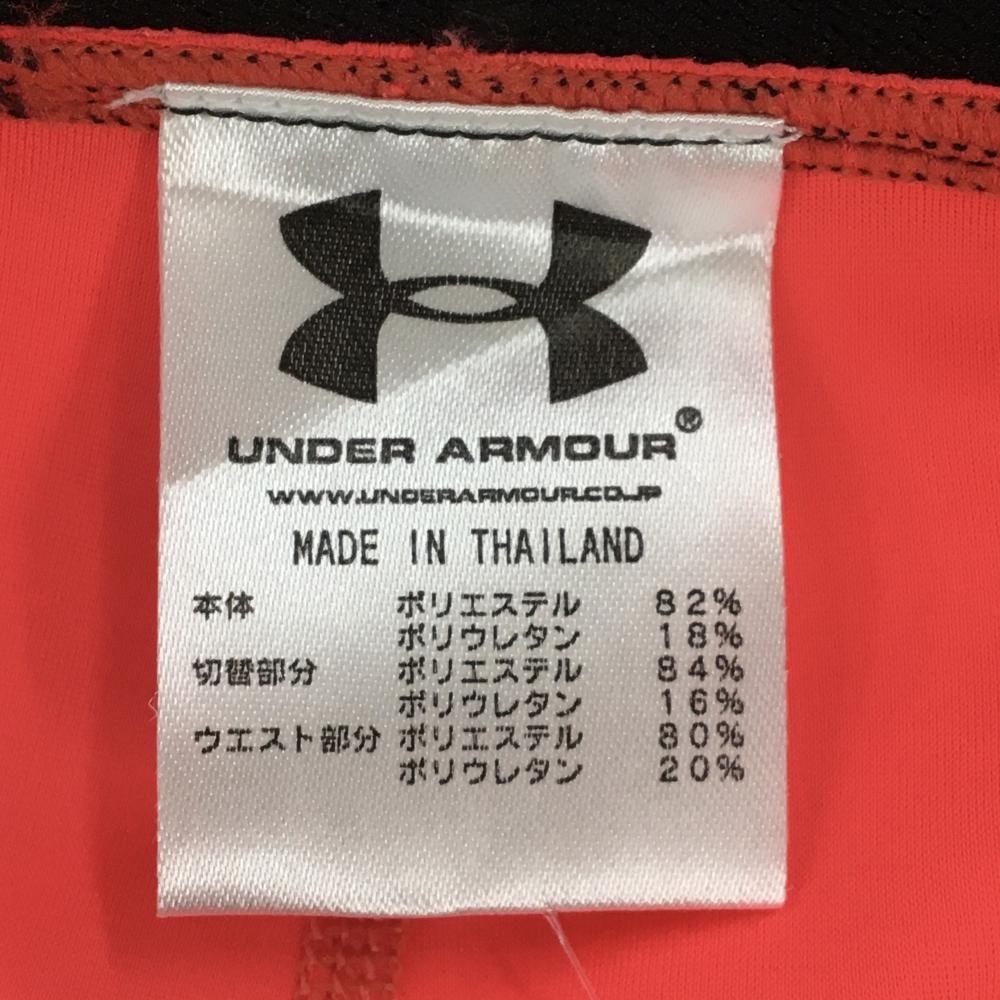 UNDER ARMOUR®
WWW.UNDERARMOUR.CO.JP
MADE IN THAILAND
本体 ポリエステル 82%
ポリウレタン 18%
切替部分 ポリエステル 84%
ポリウレタン 16%
ウエスト部分 ポリエステル 80%
ポリウレタン 20%